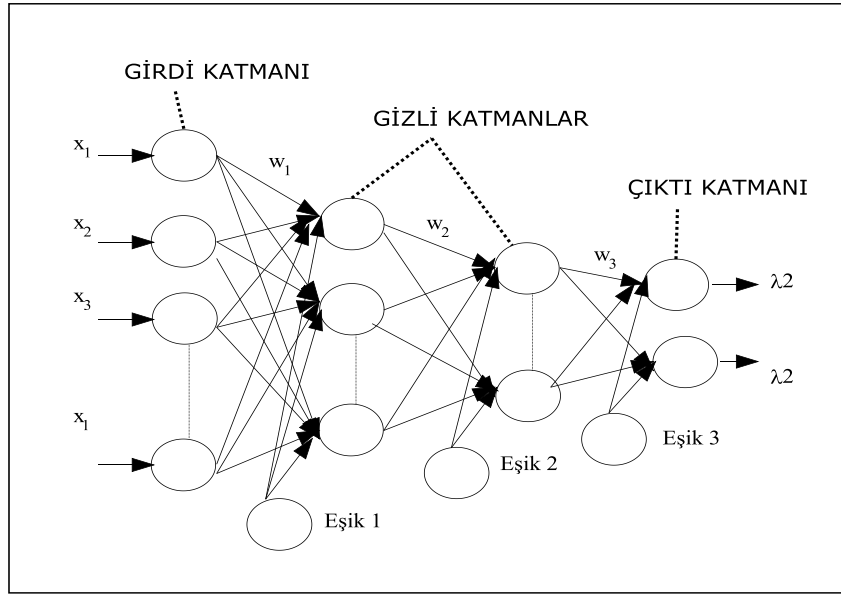 GİRDİ KATMANI
GİZLİ KATMANLAR
ÇIKTI KATMANI
x1
w1
x2
w2
x3
w3
λ2
λ2
xl
Eşik 1
Eşik 2
Eşik 3